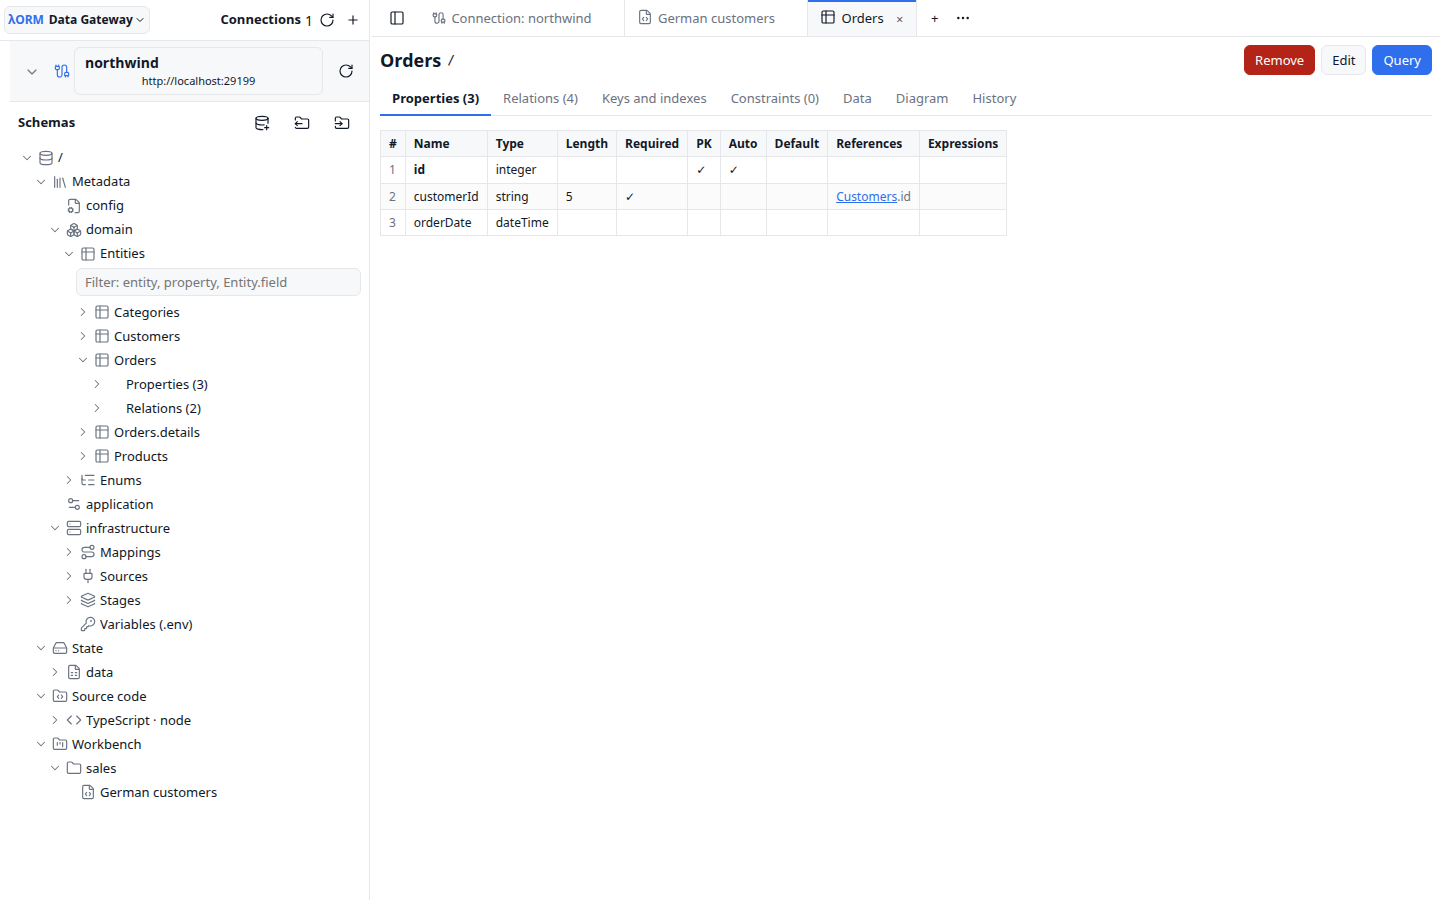 λORM Data Gateway
Connections 1
northwind
http://localhost:29199
Schemas
/
Metadata
config
domain
Entities
Filter: entity, property, Entity.field
Categories
Customers
Orders
Properties (3)
Relations (2)
Orders.details
Products
Enums
application
infrastructure
Mappings
Sources
Stages
Variables (.env)
State
data
Source code
TypeScript · node
Workbench
sales
German customers
Connection: northwind
German customers
Orders ×
+ ···
Orders /
Remove Edit Query
Properties (3) Relations (4) Keys and indexes Constraints (0) Data Diagram History
# Name Type Length Required PK Auto Default References Expressions
1 id integer ✓ ✓
2 customerId string 5 ✓ Customers.id
3 orderDate dateTime